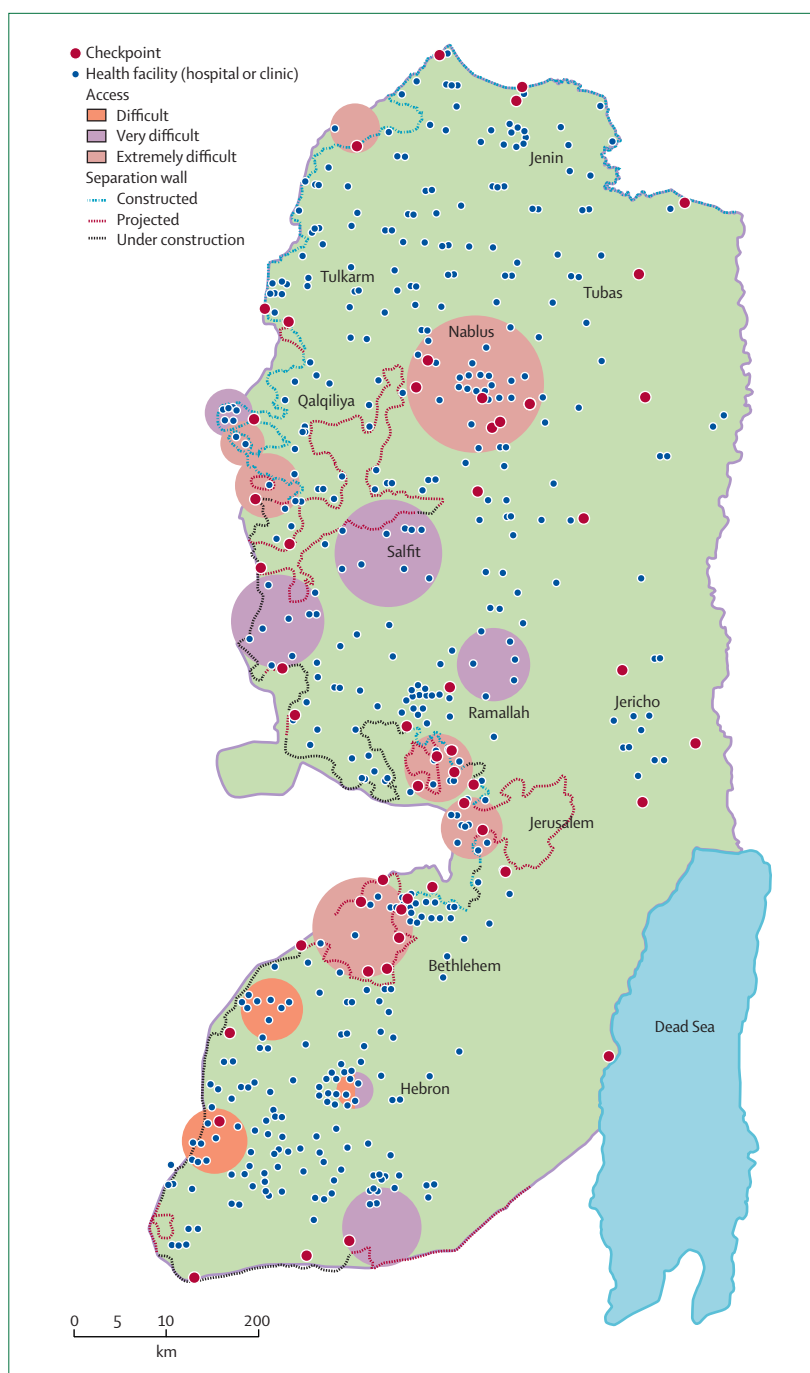 Checkpoint
Health facility (hospital or clinic)
Access
Difficult
Very difficult
Extremely difficult
Separation wall
Constructed
Projected
Under construction
Jenin
Tulkarm
Tubas
Nablus
Qalqiliya
Salfit
Ramallah
Jericho
Jerusalem
Bethlehem
Dead Sea
Hebron
0 5 10 200
km